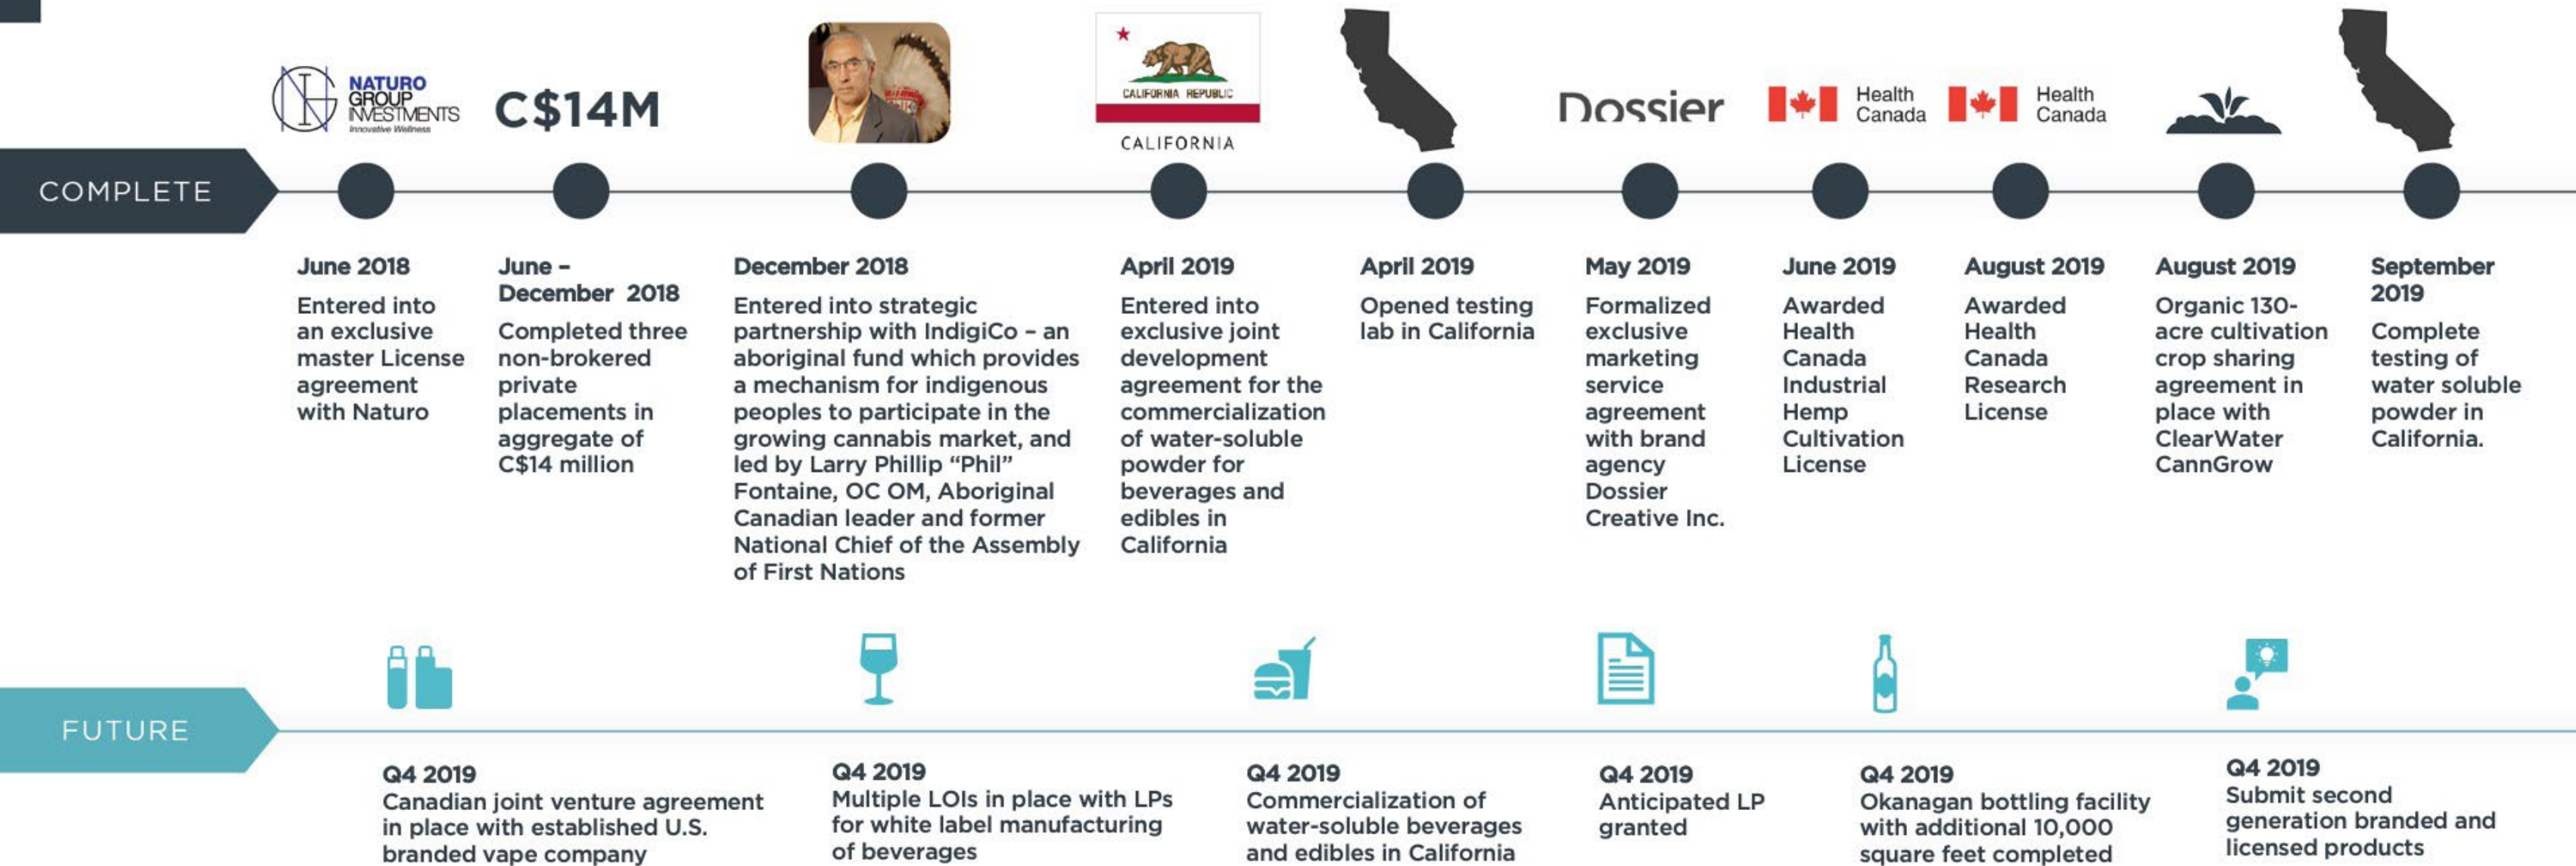 NATURO
GROUP
INVESTMENTS
Innovative Wellness
C$14M
CALIFORNIA REPUBLIC
CALIFORNIA
Dossier
Health
Canada
Health
Canada
COMPLETE
June 2018
Entered into
an exclusive
master License
agreement
with Naturo
June –
December 2018
Completed three
non-brokered
private
placements in
aggregate of
C$14 million
December 2018
Entered into strategic
partnership with IndigiCo – an
aboriginal fund which provides
a mechanism for indigenous
peoples to participate in the
growing cannabis market, and
led by Larry Phillip “Phil”
Fontaine, OC OM, Aboriginal
Canadian leader and former
National Chief of the Assembly
of First Nations
April 2019
Entered into
exclusive joint
development
agreement for the
commercialization
of water-soluble
powder for
beverages and
edibles in
California
April 2019
Opened testing
lab in California
May 2019
Formalized
exclusive
marketing
service
agreement
with brand
agency
Dossier
Creative Inc.
June 2019
Awarded
Health
Canada
Industrial
Hemp
Cultivation
License
August 2019
Awarded
Health
Canada
Research
License
August 2019
Organic 130-
acre cultivation
crop sharing
agreement in
place with
ClearWater
CannGrow
September
2019
Complete
testing of
water soluble
powder in
California.
FUTURE
Q4 2019
Canadian joint venture agreement
in place with established U.S.
branded vape company
Q4 2019
Multiple LOIs in place with LPs
for white label manufacturing
of beverages
Q4 2019
Commercialization of
water-soluble beverages
and edibles in California
Q4 2019
Anticipated LP
granted
Q4 2019
Okanagan bottling facility
with additional 10,000
square feet completed
Q4 2019
Submit second
generation branded and
licensed products